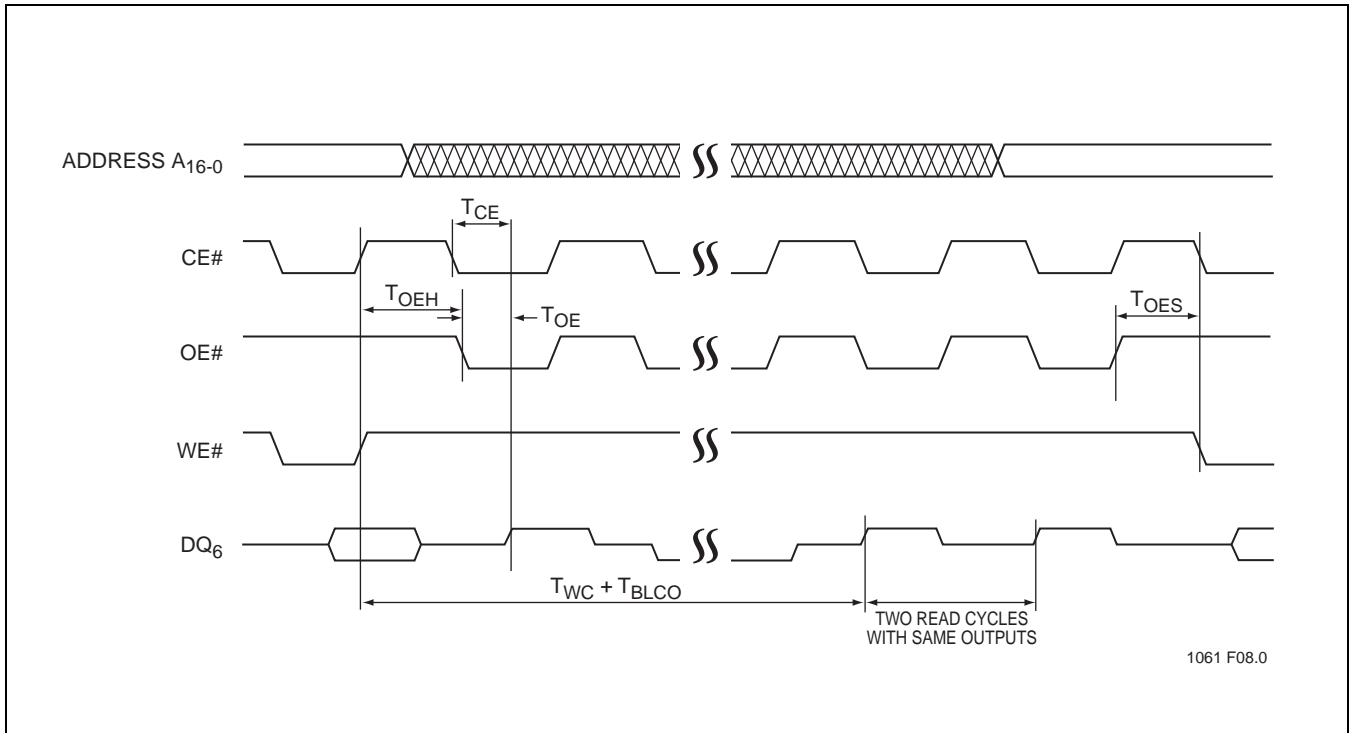 ADDRESS A16-0
TCE
CE#
TOEH
TOE
TOES
OE#
WE#
DQ6
TWC + TBLCO
TWO READ CYCLES
WITH SAME OUTPUTS
1061 F08.0